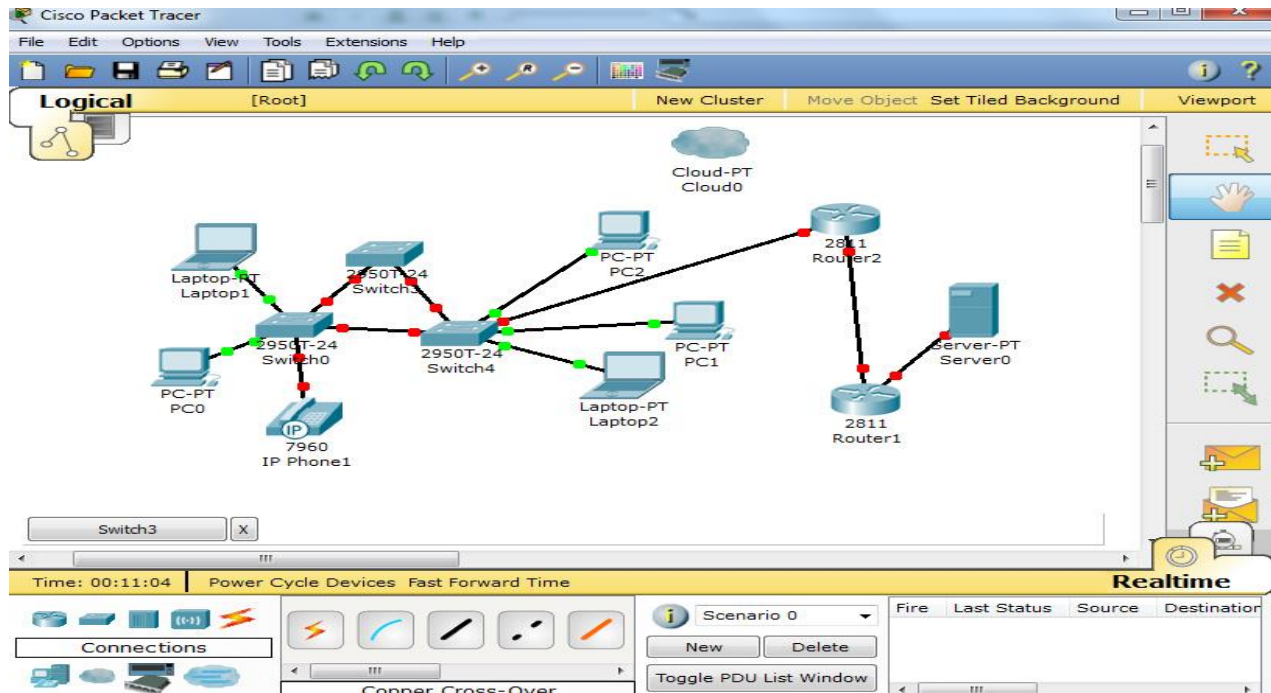 Cisco Packet Tracer
File Edit Options View Tools Extensions Help
Logical [Root] New Cluster Move Object Set Tiled Background Viewport
Cloud-PT
Cloud0
2811
Router2
PC-PT
PC2
Laptop-PT
Laptop1
2950T-24
Switch3
2950T-24
Switch0
2950T-24
Switch4
PC-PT
PC1
Server-PT
Server0
PC-PT
PC0
Laptop-PT
Laptop2
2811
Router1
IP
7960
IP Phone1
Switch3 X
Time: 00:11:04 Power Cycle Devices Fast Forward Time Realtime
Scenario 0
Fire Last Status Source Destination
Connections
New Delete
Toggle PDU List Window
Copper Cross-Over